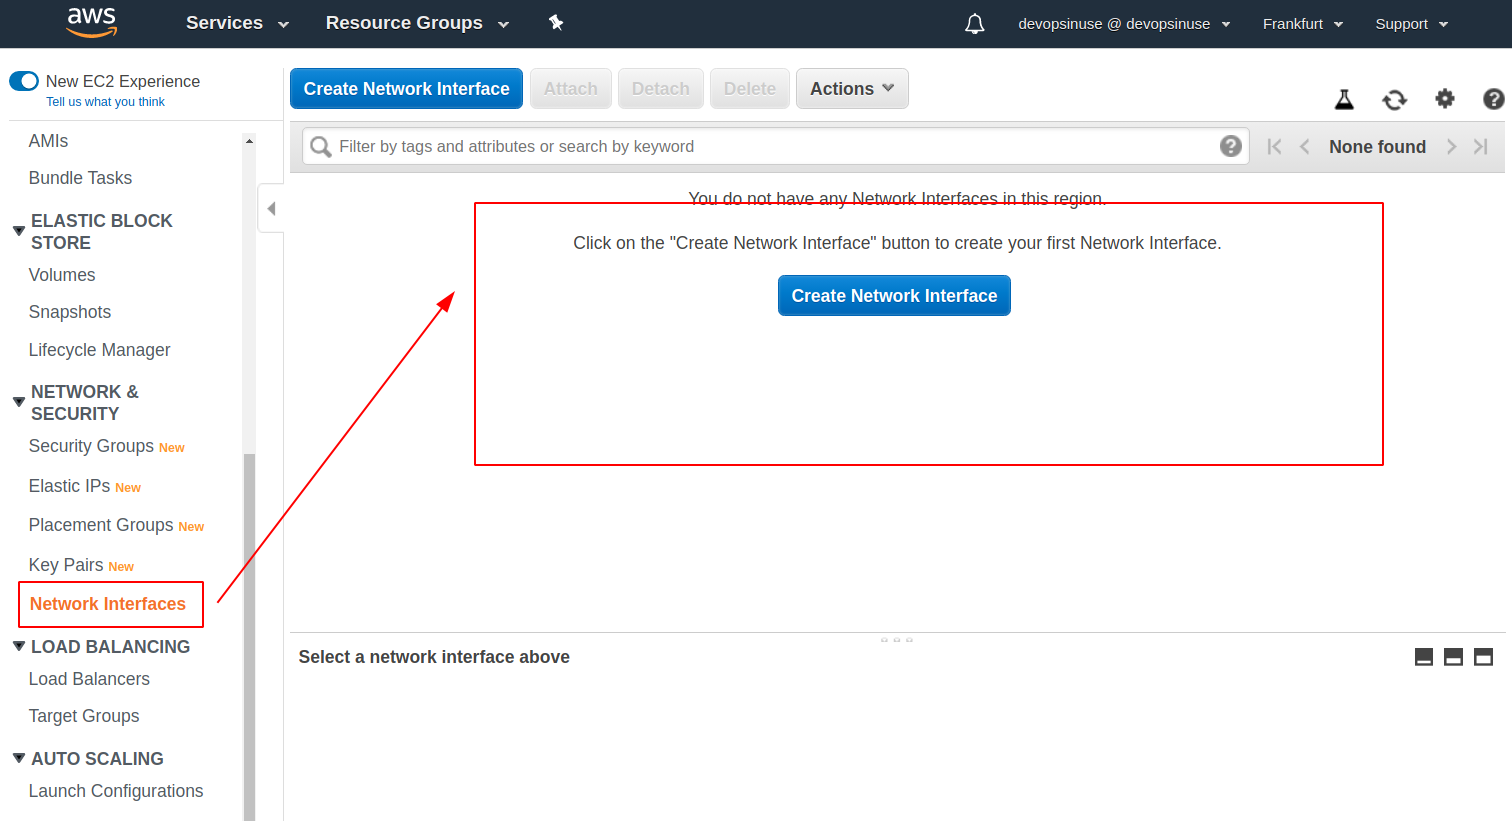 aws
Services
Resource Groups
devopsinuse @ devopsinuse
Frankfurt
Support
New EC2 Experience
Tell us what you think
AMIs
Bundle Tasks
ELASTIC BLOCK
STORE
Volumes
Snapshots
Lifecycle Manager
NETWORK &
SECURITY
Security Groups New
Elastic IPs New
Placement Groups New
Key Pairs New
Network Interfaces
LOAD BALANCING
Load Balancers
Target Groups
AUTO SCALING
Launch Configurations
Create Network Interface
Attach
Detach
Delete
Actions
Filter by tags and attributes or search by keyword
None found
You do not have any Network Interfaces in this region.
Click on the "Create Network Interface" button to create your first Network Interface.
Create Network Interface
Select a network interface above